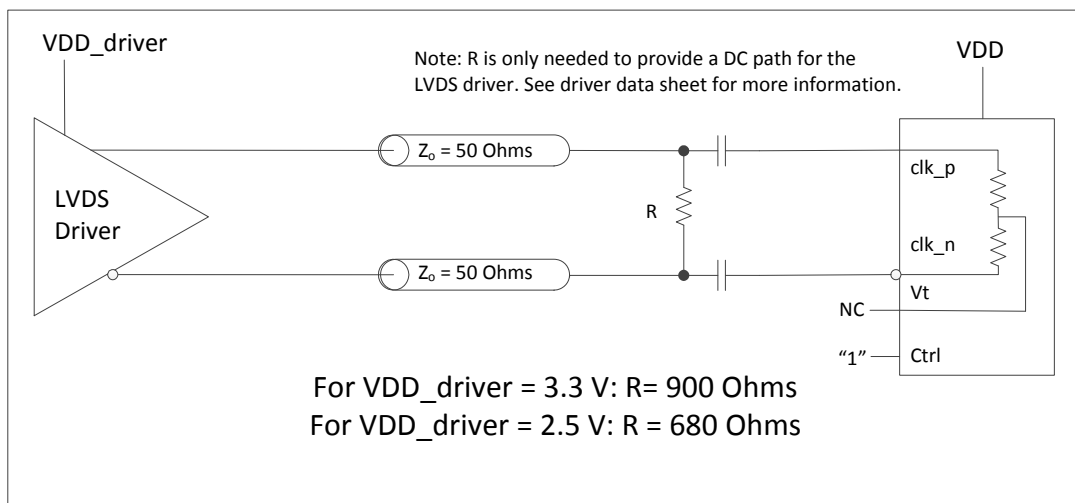 VDD_driver
Note: R is only needed to provide a DC path for the
LVDS driver. See driver data sheet for more information.
VDD
Zo = 50 Ohms
clk_p
LVDS
Driver
R
clk_n
Zo = 50 Ohms
Vt
NC
“1”
Ctrl
For VDD_driver = 3.3 V: R= 900 Ohms
For VDD_driver = 2.5 V: R = 680 Ohms